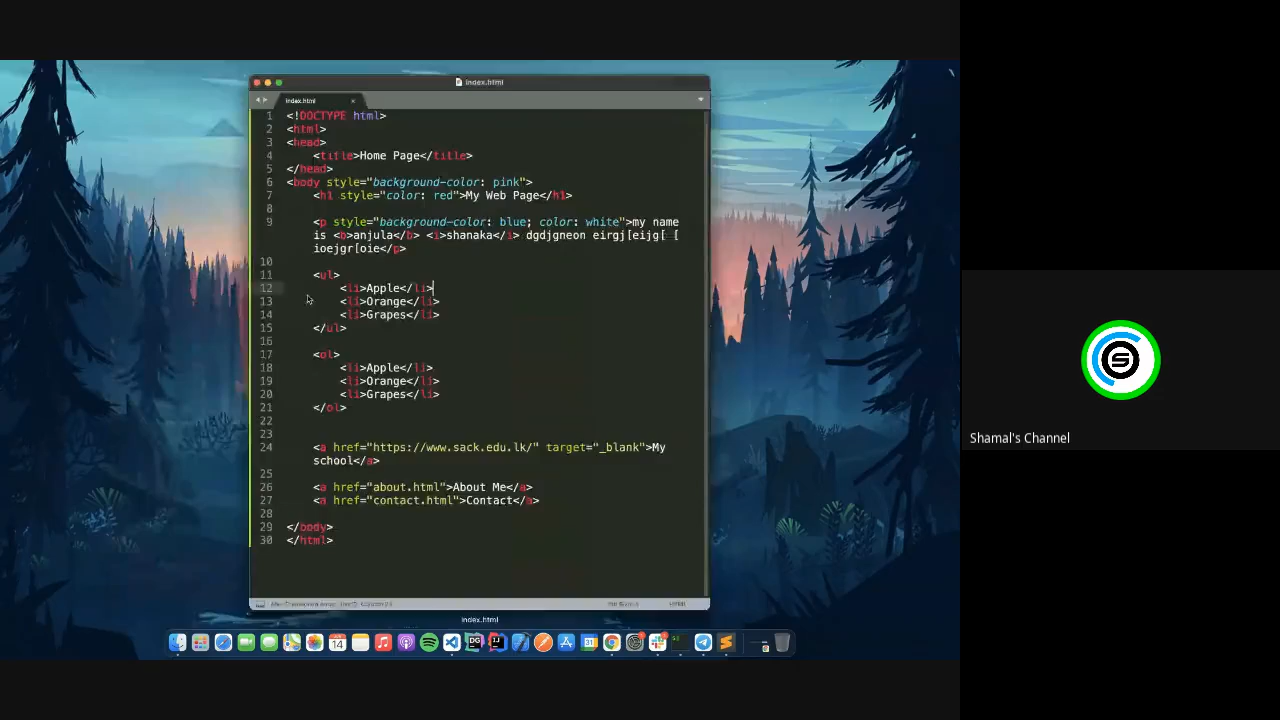 index.html
index.html
1 <!DOCTYPE html>
2 <html>
3 <head>
4 <title>Home Page</title>
5 </head>
6 <body style="background-color: pink">
7 <h1 style="color: red">My Web Page</h1>
8
9 <p style="background-color: blue; color: white">my name
is <b>anjula</b> <i>shanaka</i> dgdjgneon eirgj[eijg[ [
ioejgr[oie</p>
10
11 <ul>
12 <li>Apple</li>
13 <li>Orange</li>
14 <li>Grapes</li>
15 </ul>
16
17 <ol>
18 <li>Apple</li>
19 <li>Orange</li>
20 <li>Grapes</li>
21 </ol>
22
23
24 <a href="https://www.sack.edu.lk/" target="_blank">My
school</a>
25
26 <a href="about.html">About Me</a>
27 <a href="contact.html">Contact</a>
28
29 </body>
30 </html>
index.html
14
Shamal's Channel